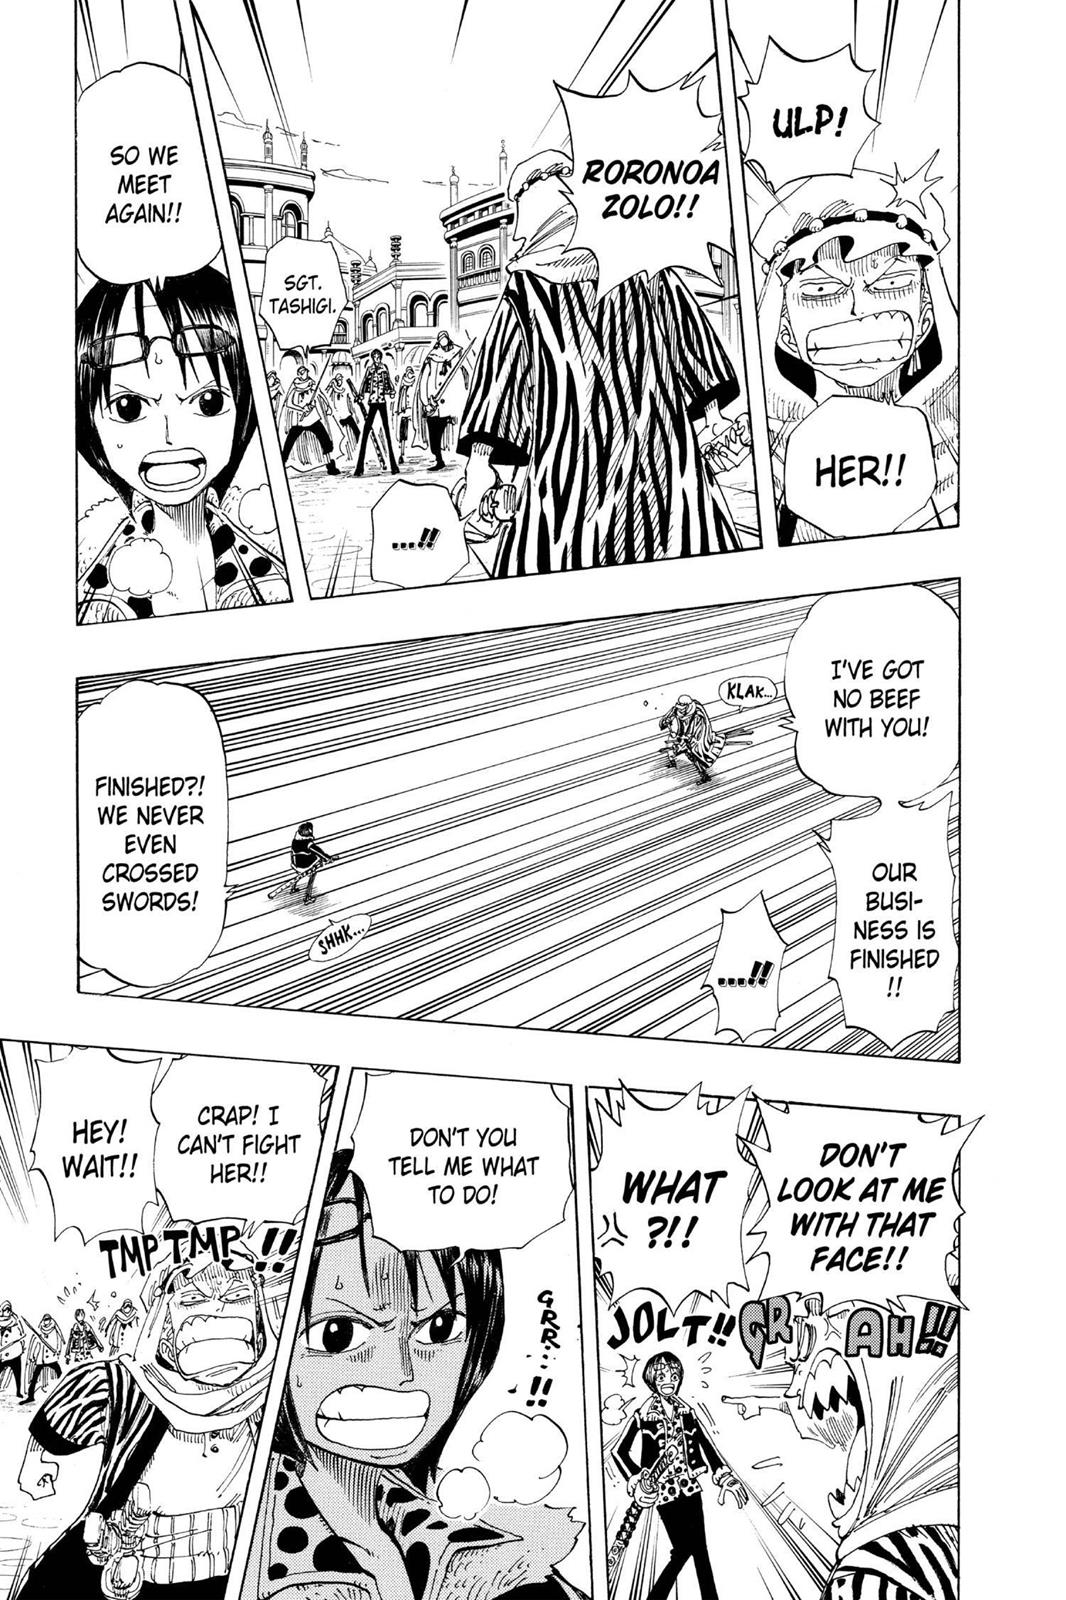 ULP!
HER!!
RORONOA
ZOLO!!
SGT.
TASHIGI.
....!!
SO WE
MEET
AGAIN!!
I'VE GOT
NO BEEF
WITH YOU!
KLAK...
OUR
BUSI-
NESS IS
FINISHED
!!
....!!
SHHK...
FINISHED?!
WE NEVER
EVEN
CROSSED
SWORDS!
DON'T
LOOK AT ME
WITH THAT
FACE!!
GR AH!!
WHAT
?!!
JOLT!!
DON'T YOU
TELL ME WHAT
TO DO!
GRR...!!
CRAP! I
CAN'T FIGHT
HER!!
HEY!
WAIT!!
TMP TMP!!